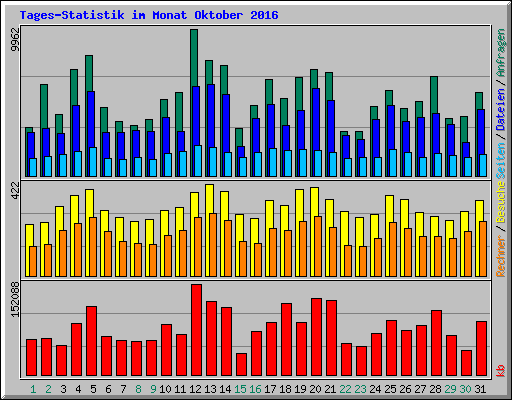 Tages-Statistik im Monat Oktober 2016
9962
422
152088
Rechner / Besuche Seiten / Dateien / Anfragen
kb
1 2 3 4 5 6 7 8 9 10 11 12 13 14 15 16 17 18 19 20 21 22 23 24 25 26 27 28 29 30 31